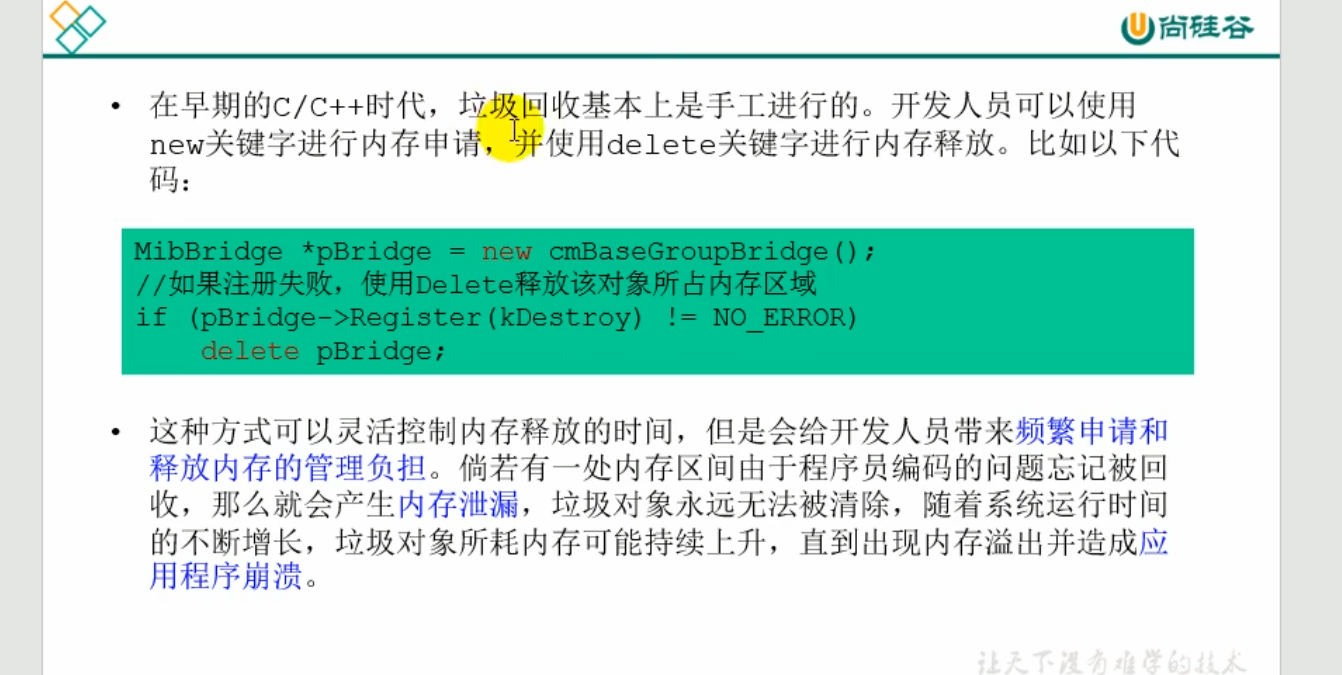 尚硅谷
• 在早期的C/C++时代，垃圾回收基本上是手工进行的。开发人员可以使用
new关键字进行内存申请，并使用delete关键字进行内存释放。比如以下代
码：
MibBridge *pBridge = new cmBaseGroupBridge();
//如果注册失败，使用Delete释放该对象所占内存区域
if (pBridge->Register(kDestroy) != NO_ERROR)
    delete pBridge;
• 这种方式可以灵活控制内存释放的时间，但是会给开发人员带来频繁申请和
释放内存的管理负担。倘若有一处内存区间由于程序员编码的问题忘记被回
收，那么就会产生内存泄漏，垃圾对象永远无法被清除，随着系统运行时间
的不断增长，垃圾对象所耗内存可能持续上升，直到出现内存溢出并造成应
用程序崩溃。
让天下没有难学的技术